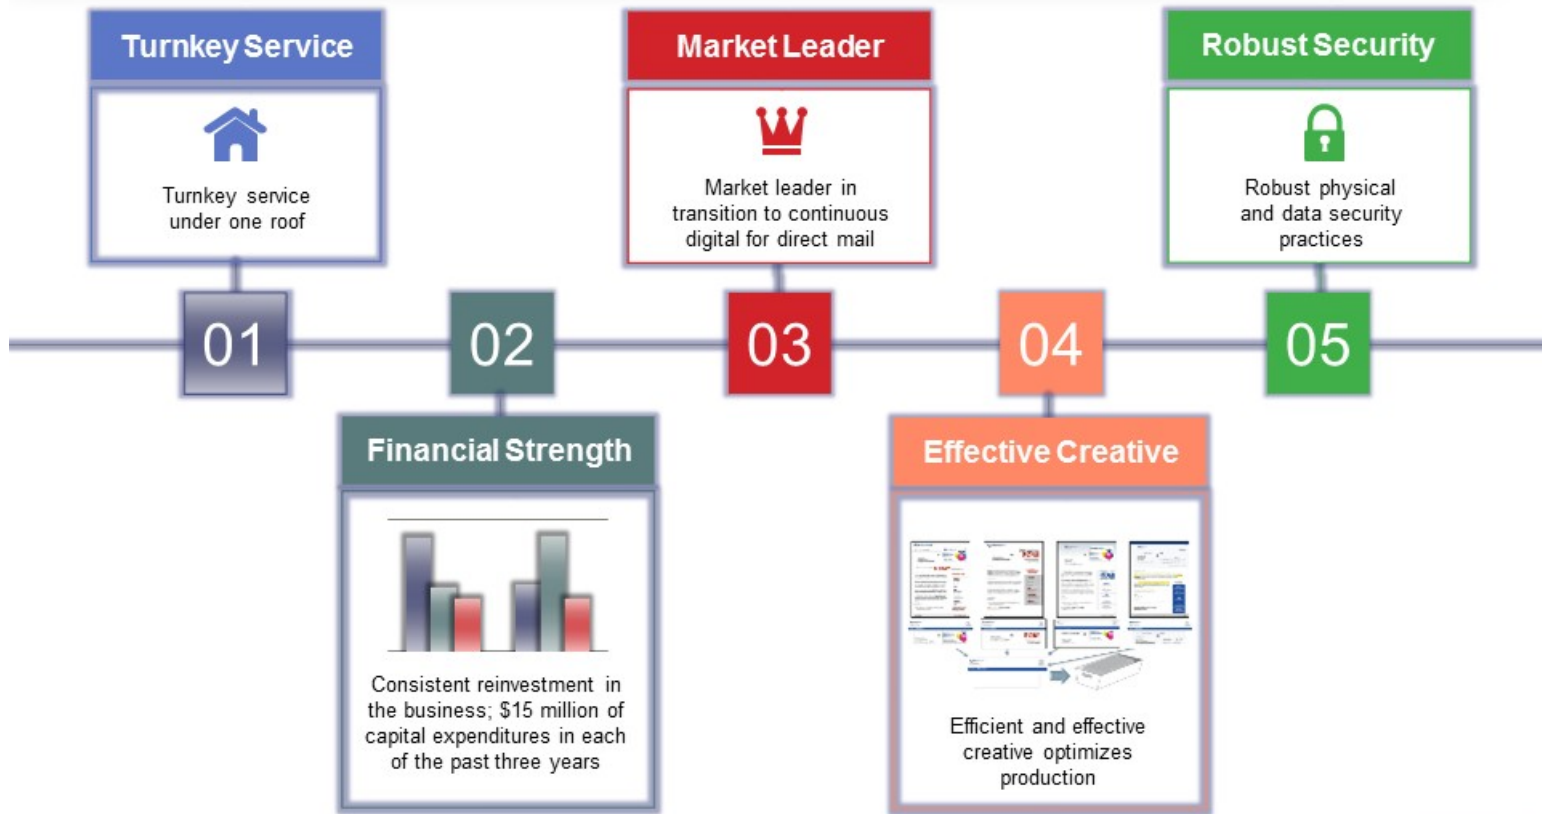 Turnkey Service
Turnkey service
under one roof
01
02
Financial Strength
Consistent reinvestment in
the business; $15 million of
capital expenditures in each
of the past three years
Market Leader
Market leader in
transition to continuous
digital for direct mail
03
04
Effective Creative
Efficient and effective
creative optimizes
production
Robust Security
Robust physical
and data security
practices
05